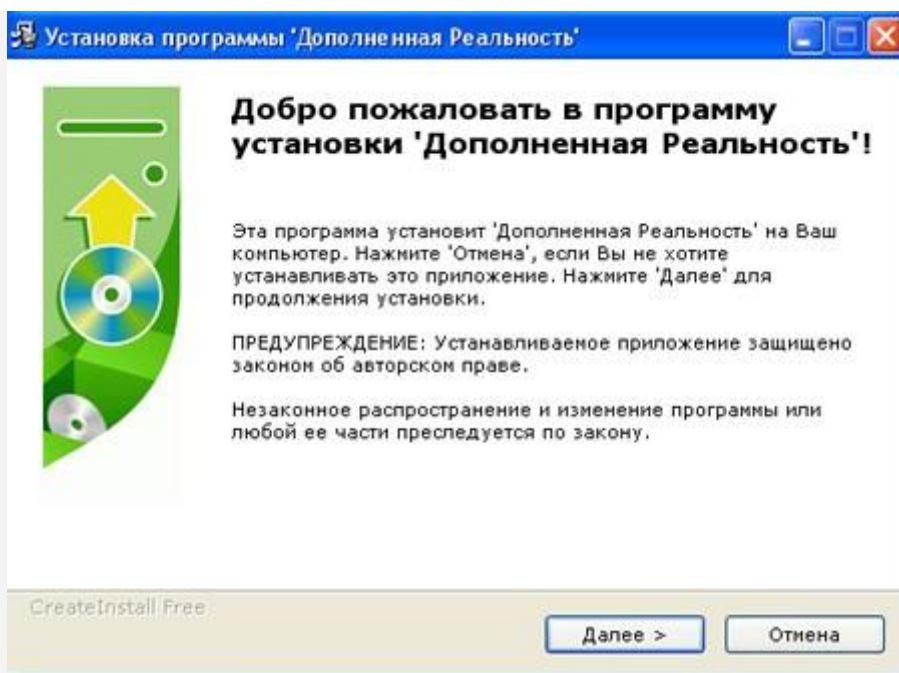 Установка программы 'Дополненная Реальность'
Добро пожаловать в программу
установки 'Дополненная Реальность'!
Эта программа установит 'Дополненная Реальность' на Ваш
компьютер. Нажмите 'Отмена', если Вы не хотите
устанавливать это приложение. Нажмите 'Далее' для
продолжения установки.
ПРЕДУПРЕЖДЕНИЕ: Устанавливаемое приложение защищено
законом об авторском праве.
Незаконное распространение и изменение программы или
любой ее части преследуется по закону.
CreateInstall Free
Далее >
Отмена